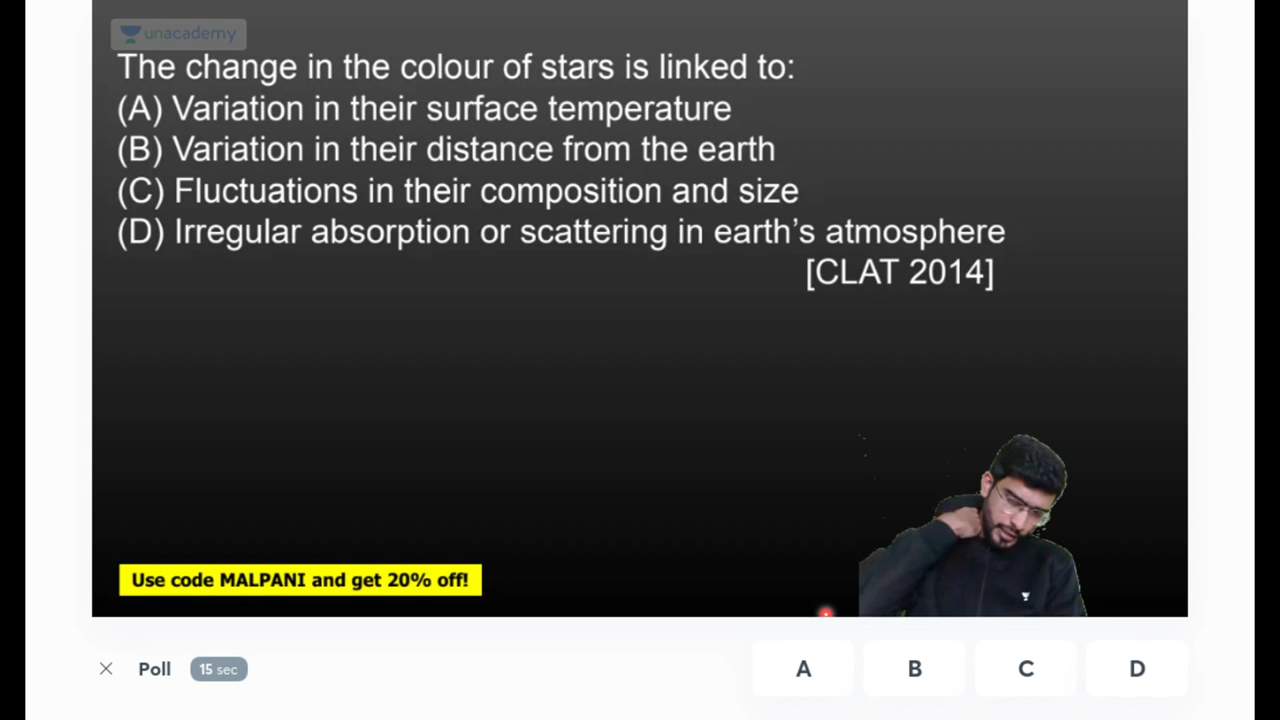 unacademy
The change in the colour of stars is linked to:
(A) Variation in their surface temperature
(B) Variation in their distance from the earth
(C) Fluctuations in their composition and size
(D) Irregular absorption or scattering in earth’s atmosphere
[CLAT 2014]
Use code MALPANI and get 20% off!
Poll 15 sec A B C D